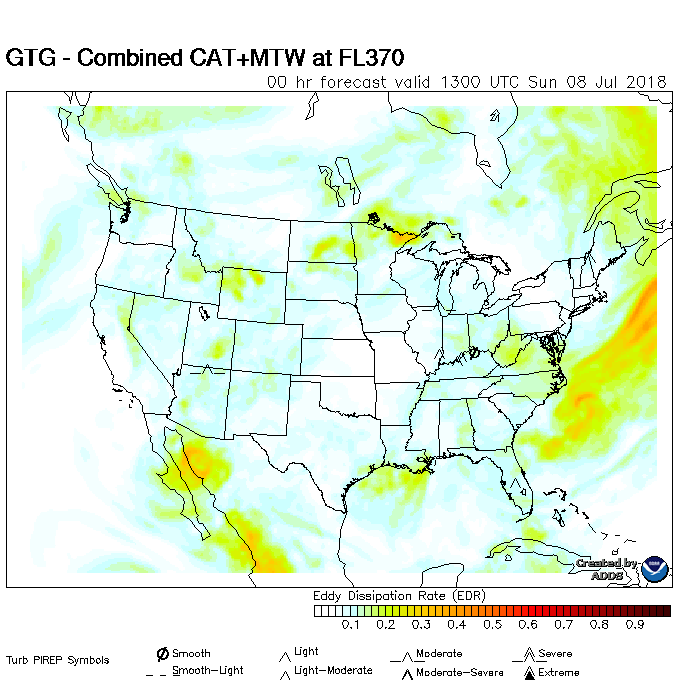 GTG - Combined CAT+MTW at FL370
00 hr forecast valid 1300 UTC Sun 08 Jul 2018
Created by
ADDS
Eddy Dissipation Rate (EDR)
0.1 0.2 0.3 0.4 0.5 0.6 0.7 0.8 0.9
Turb PIREP Symbols
Smooth Light Moderate Severe
Smooth-Light Light-Moderate Moderate-Severe Extreme